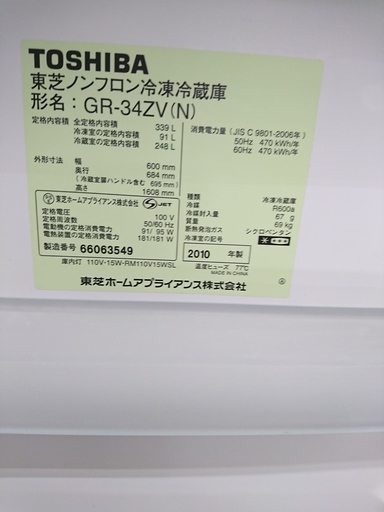 TOSHIBA
東芝ノンフロン冷凍冷蔵庫
形名：GR-34ZV(N)
定格内容積 全定格内容積 339 L
冷凍室の定格内容積 91 L
冷蔵室の定格内容積 248 L
消費電力量 (JIS C 9801-2006年)
50Hz 470 kWh/年
60Hz 470 kWh/年
外形寸法 幅 600 mm
奥行 684 mm
(冷蔵室扉ハンドル含む 695 mm)
高さ 1608 mm
東芝ホームアプライアンス株式会社 S JET
定格電圧 100 V
定格周波数 50/60 Hz
電動機の定格消費電力 91/ 95 W
電熱装置の定格消費電力 181/181 W
製造番号 66063549
種類 冷凍冷蔵庫
冷媒 R600a
冷媒封入量 67 g
質量 69 kg
断熱発泡ガス シクロペンタン
冷凍室の記号
2010 年製
温度ヒューズ 77℃
MADE IN CHINA
庫内灯 110V-15W-RM110V15WSL
東芝ホームアプライアンス株式会社
A